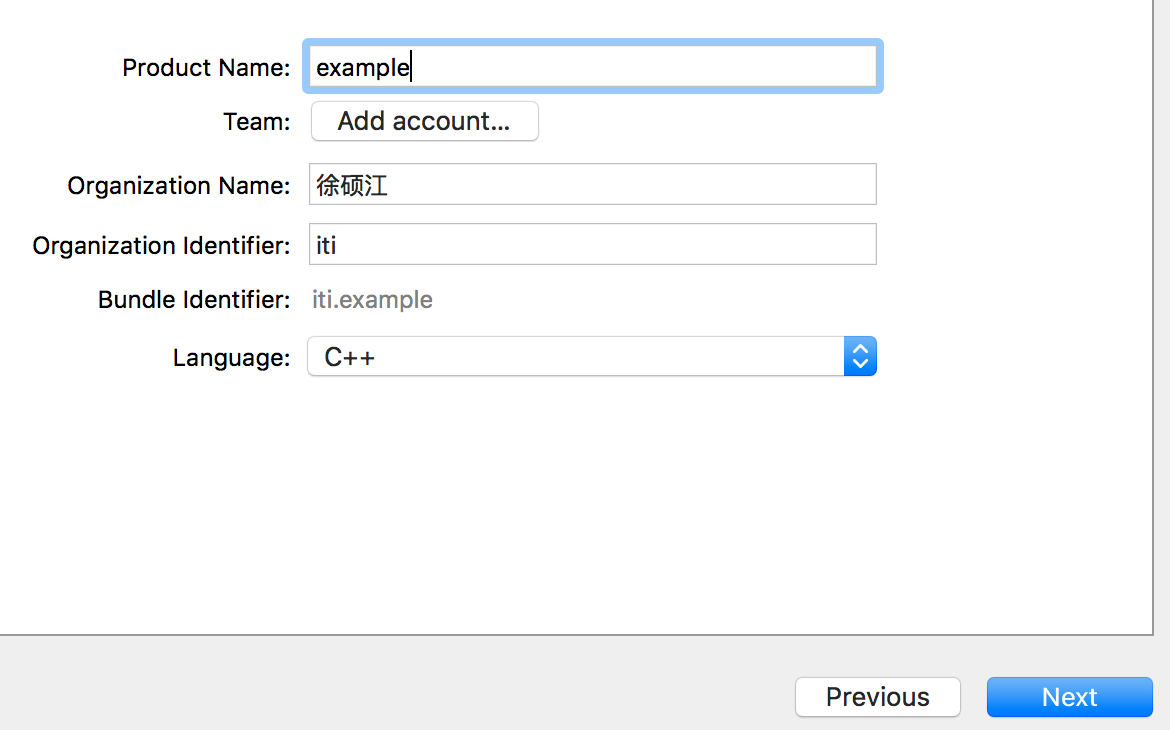 Product Name: example
Team: Add account...
Organization Name: 徐硕江
Organization Identifier: iti
Bundle Identifier: iti.example
Language: C++
Previous Next